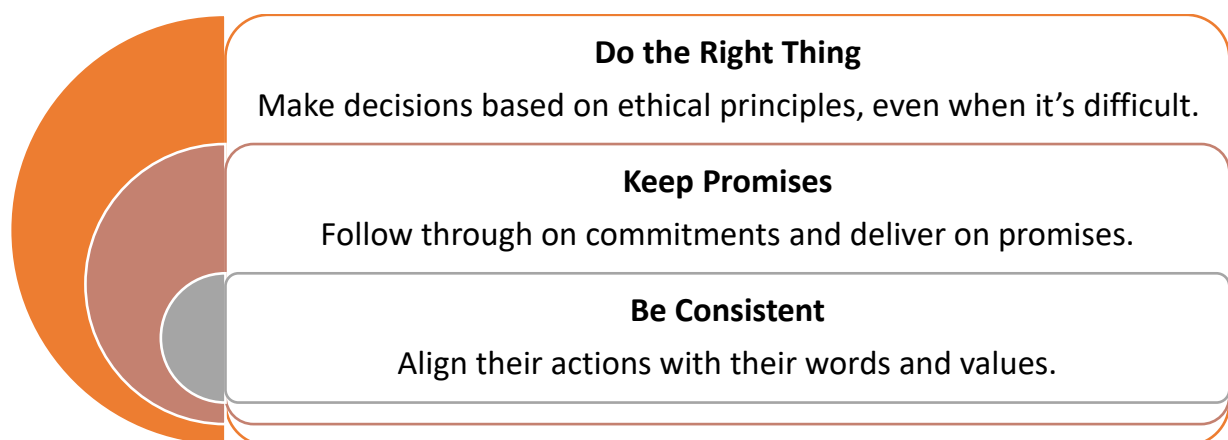 Do the Right Thing
Make decisions based on ethical principles, even when it’s difficult.
Keep Promises
Follow through on commitments and deliver on promises.
Be Consistent
Align their actions with their words and values.